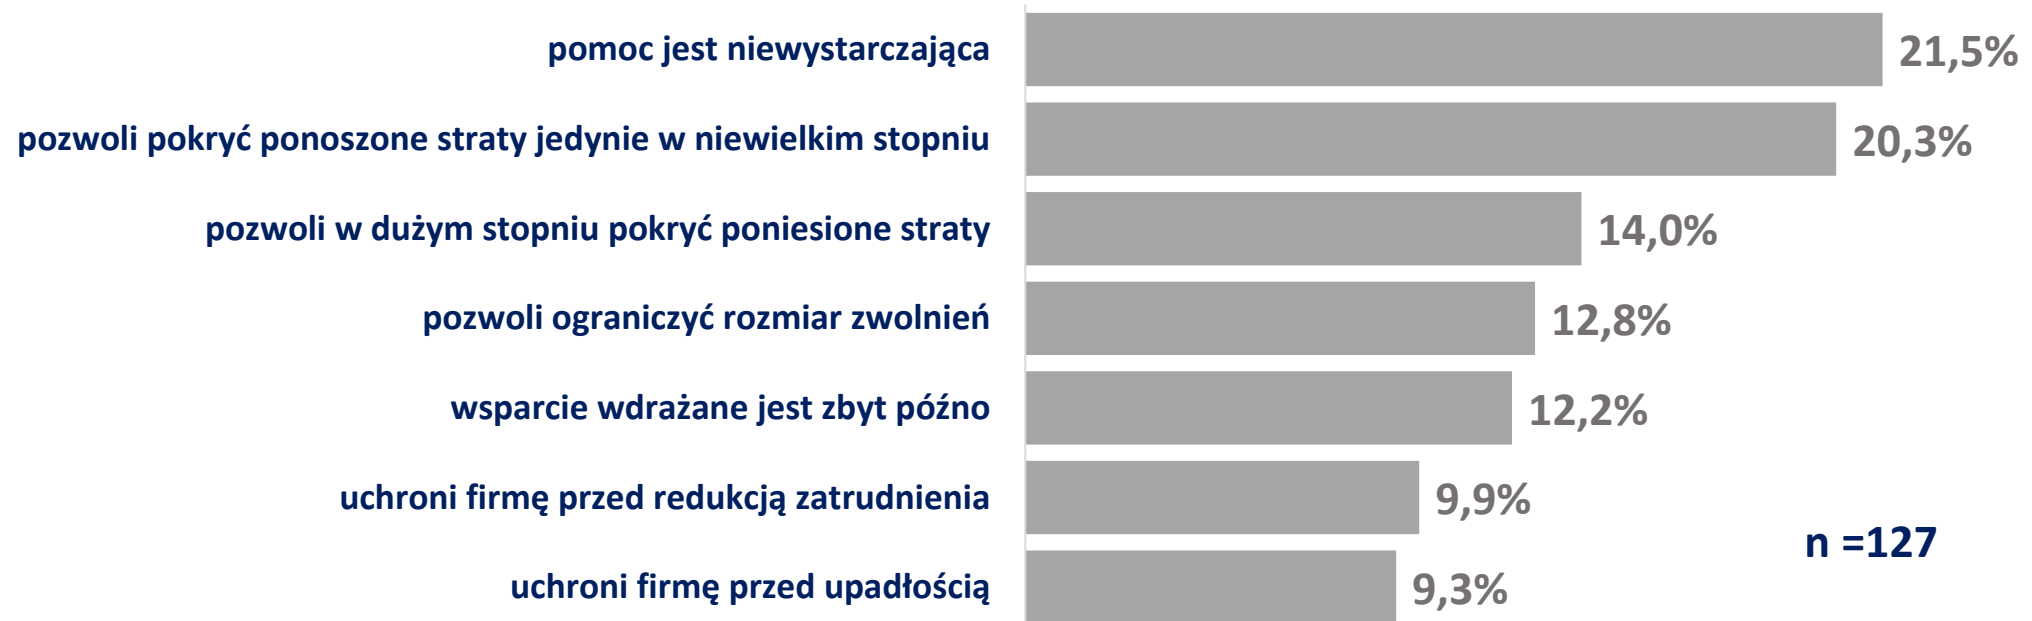 pomoc jest niewystarczająca 21,5%
pozwoli pokryć ponoszone straty jedynie w niewielkim stopniu 20,3%
pozwoli w dużym stopniu pokryć poniesione straty 14,0%
pozwoli ograniczyć rozmiar zwolnień 12,8%
wsparcie wdrażane jest zbyt późno 12,2%
uchroni firmę przed redukcją zatrudnienia 9,9%
n =127
uchroni firmę przed upadłością 9,3%